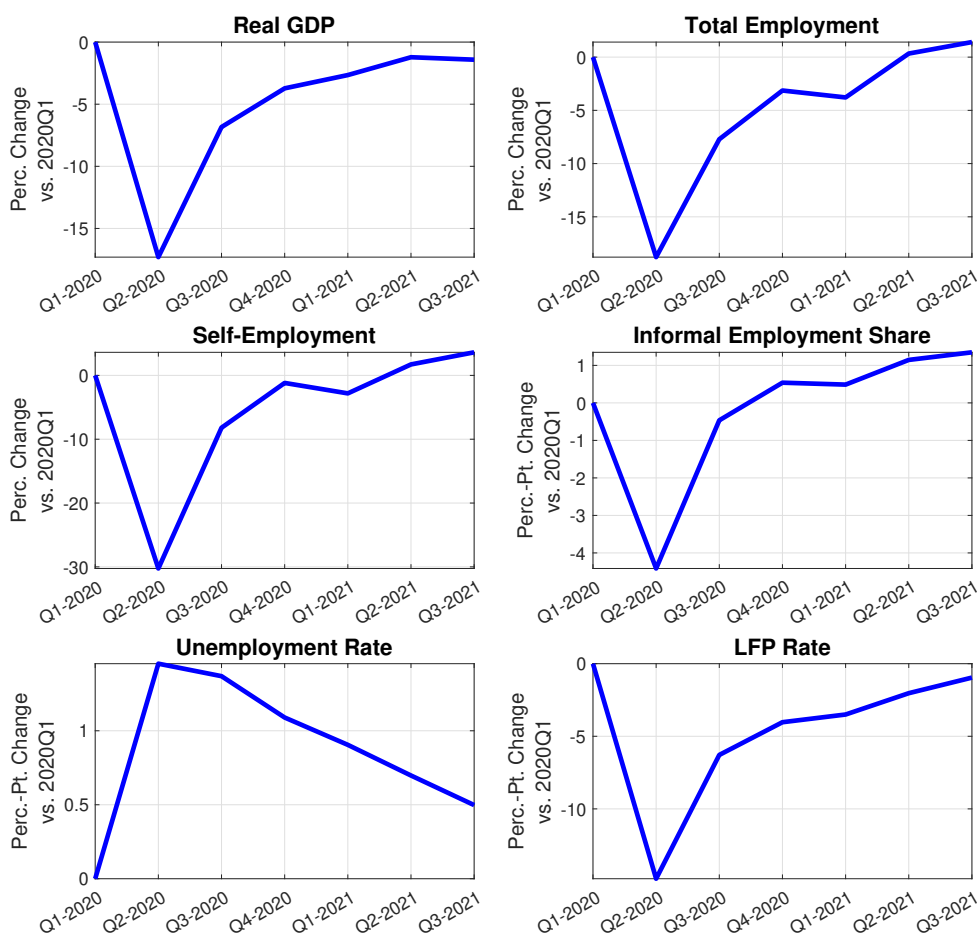 Real GDP
Perc. Change
vs. 2020Q1
0
-5
-10
-15
Q1-2020
Q2-2020
Q3-2020
Q4-2020
Q1-2021
Q2-2021
Q3-2021
Total Employment
Perc. Change
vs. 2020Q1
0
-5
-10
-15
Q1-2020
Q2-2020
Q3-2020
Q4-2020
Q1-2021
Q2-2021
Q3-2021
Self-Employment
Perc. Change
vs. 2020Q1
0
-10
-20
-30
Q1-2020
Q2-2020
Q3-2020
Q4-2020
Q1-2021
Q2-2021
Q3-2021
Informal Employment Share
Perc.-Pt. Change
vs. 2020Q1
1
0
-1
-2
-3
-4
Q1-2020
Q2-2020
Q3-2020
Q4-2020
Q1-2021
Q2-2021
Q3-2021
Unemployment Rate
Perc.-Pt. Change
vs. 2020Q1
1
0.5
0
Q1-2020
Q2-2020
Q3-2020
Q4-2020
Q1-2021
Q2-2021
Q3-2021
LFP Rate
Perc.-Pt. Change
vs. 2020Q1
0
-5
-10
Q1-2020
Q2-2020
Q3-2020
Q4-2020
Q1-2021
Q2-2021
Q3-2021